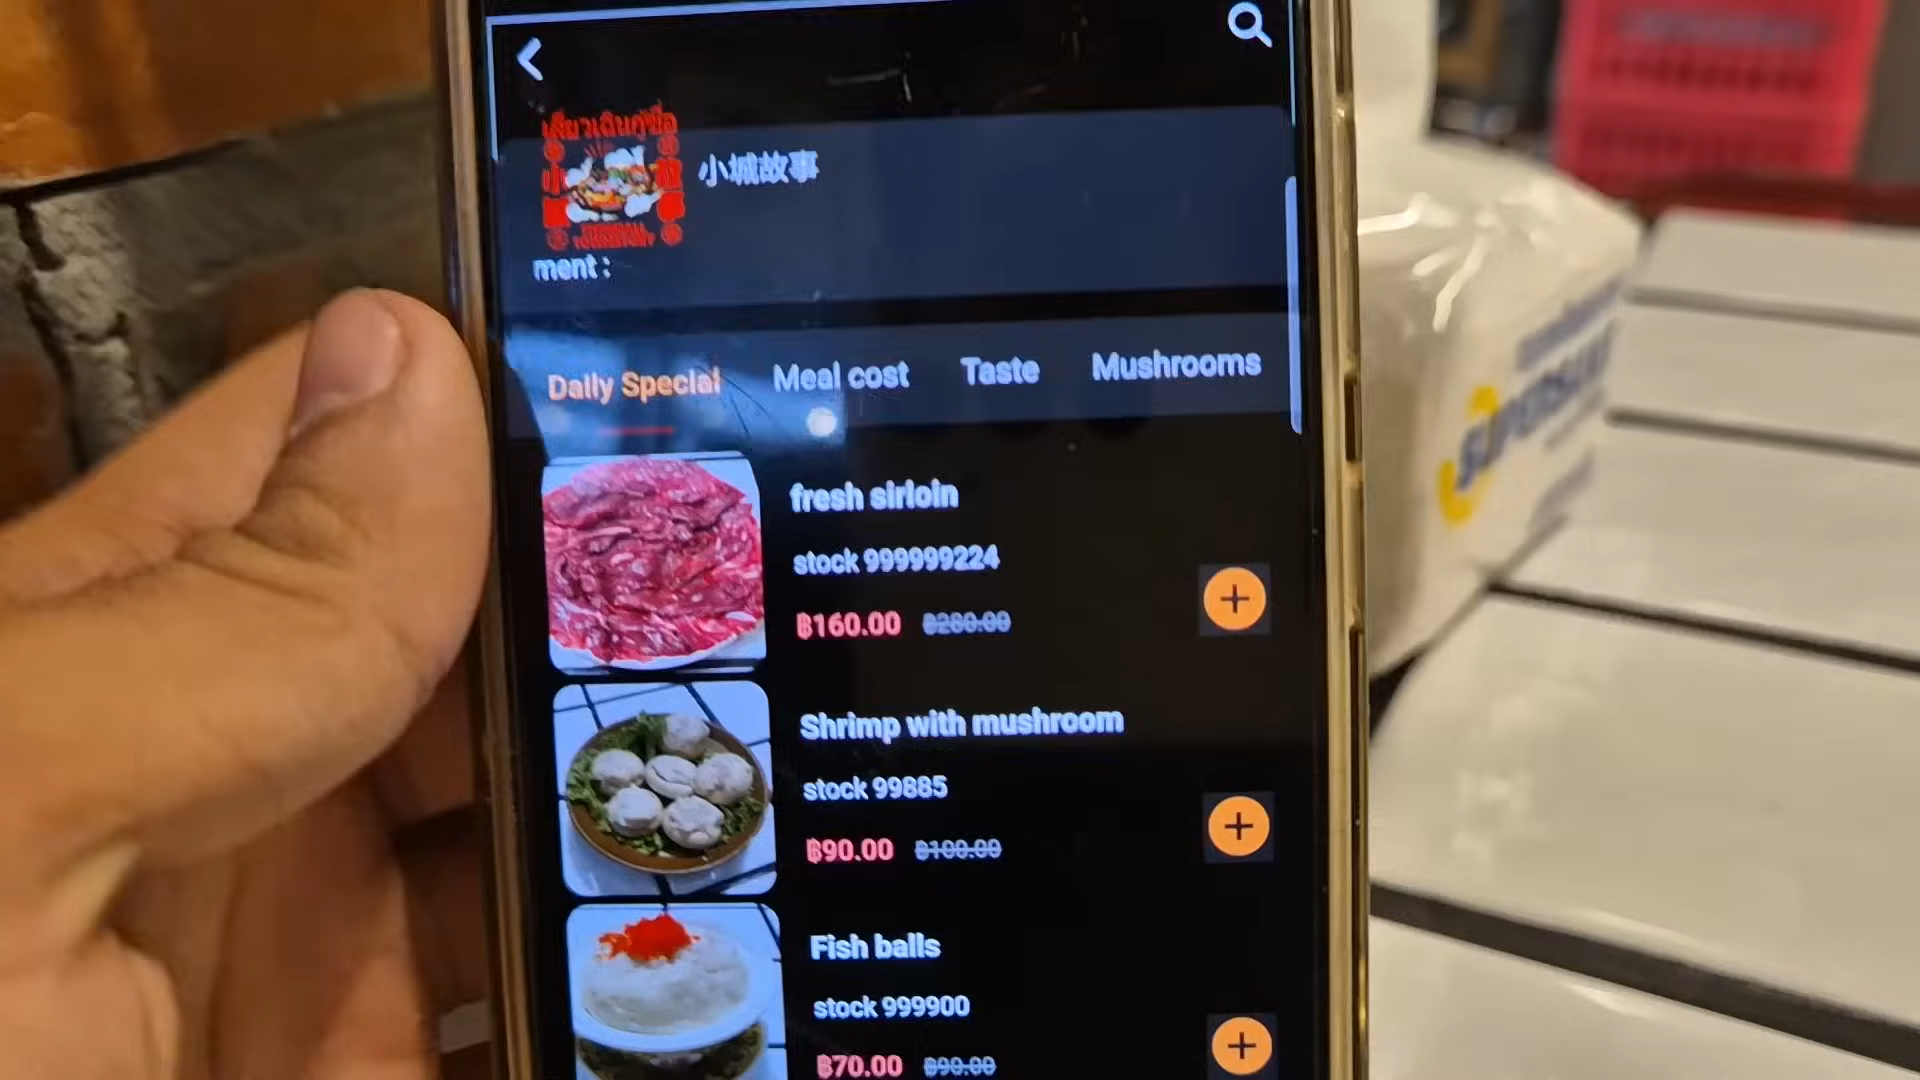 小城故事
ment :
Daily Special
Meal cost
Taste
Mushrooms
fresh sirloin
stock 999999224
฿160.00 ฿280.00
Shrimp with mushroom
stock 99885
฿90.00 ฿100.00
Fish balls
stock 999900
฿70.00 ฿90.00